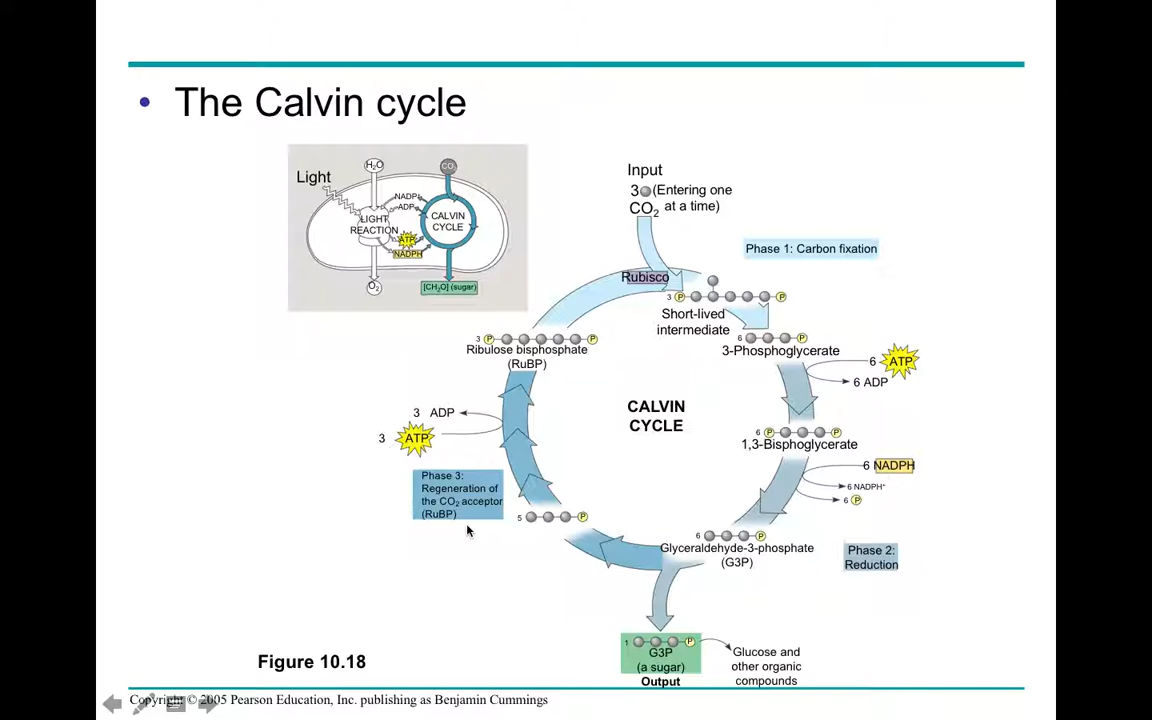 • The Calvin cycle
Light
H2O
CO2
NADP+
ADP
LIGHT
REACTION
CALVIN
CYCLE
ATP
NADPH
O2
[CH2O] (sugar)
Input
3 (Entering one
CO2 at a time)
Phase 1: Carbon fixation
Rubisco
3 P P
Short-lived
intermediate
3 P P
Ribulose bisphosphate
(RuBP)
6 P
3-Phosphoglycerate
6 ATP
6 ADP
CALVIN
CYCLE
3 ADP
3 ATP
6 P P
1,3-Bisphoglycerate
6 NADPH
6 NADPH+
6 P
Phase 3:
Regeneration of
the CO2 acceptor
(RuBP)
5 P
6 P
Glyceraldehyde-3-phosphate
(G3P)
Phase 2:
Reduction
1 P
G3P
(a sugar)
Output
Glucose and
other organic
compounds
Figure 10.18
Copyright © 2005 Pearson Education, Inc. publishing as Benjamin Cummings